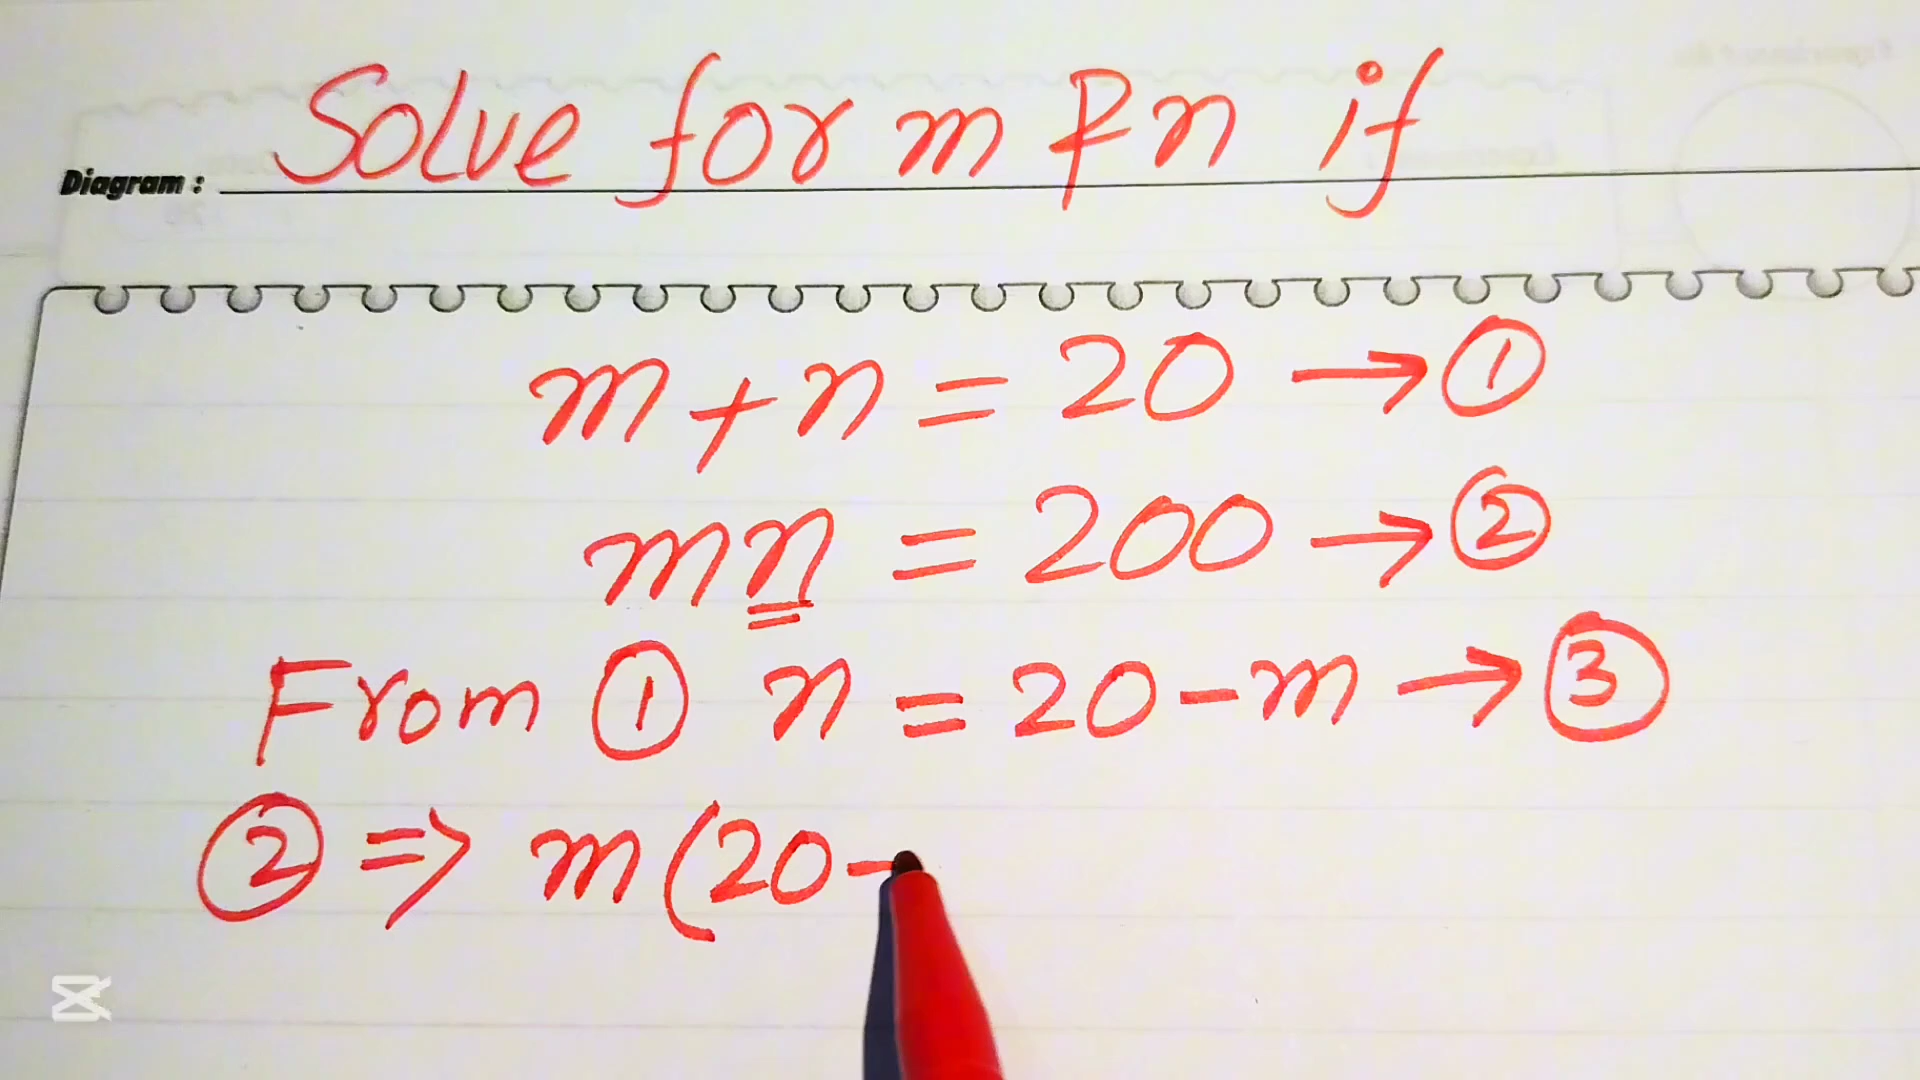 Solve for m & n if
Diagram :
m + n = 20 → ①
mn = 200 → ②
From ① n = 20 - m → ③
② => m(20 -